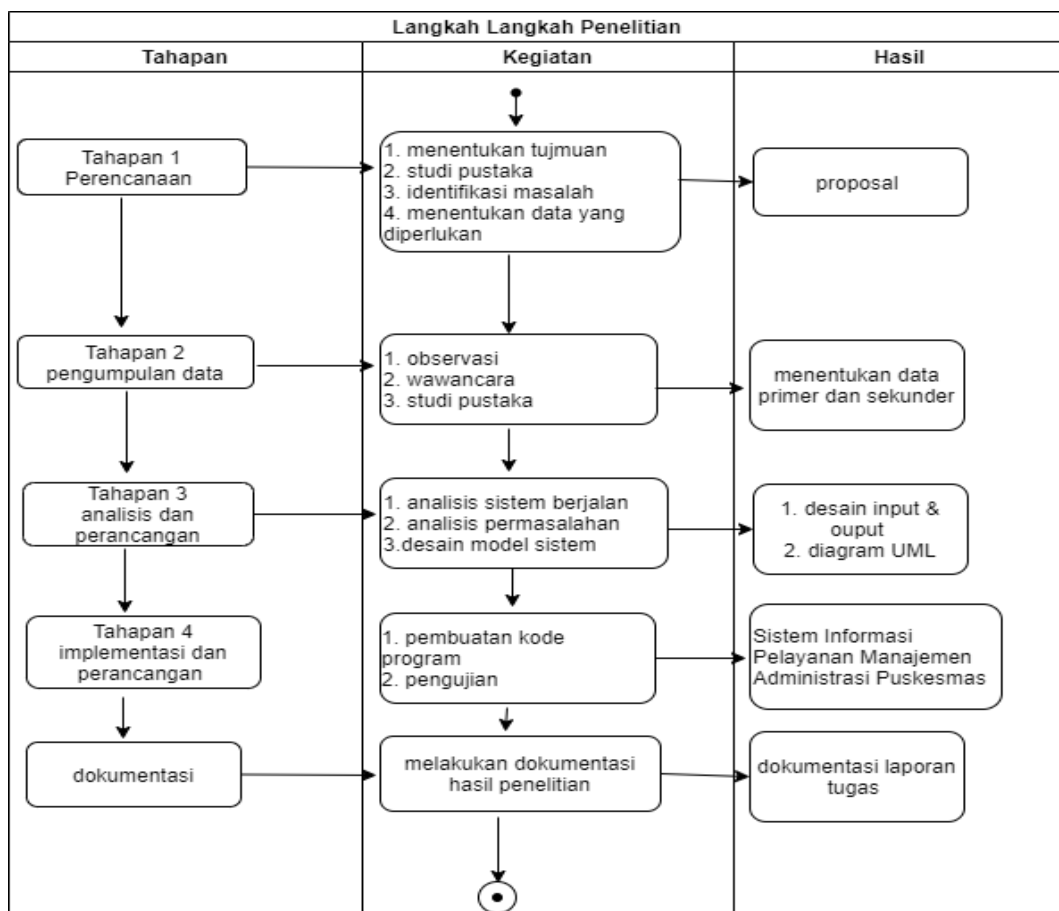 Langkah Langkah Penelitian
Tahapan
Kegiatan
Hasil
Tahapan 1
Perencanaan
1. menentukan tujmuan
2. studi pustaka
3. identifikasi masalah
4. menentukan data yang
diperlukan
proposal
Tahapan 2
pengumpulan data
1. observasi
2. wawancara
3. studi pustaka
menentukan data
primer dan sekunder
Tahapan 3
analisis dan
perancangan
1. analisis sistem berjalan
2. analisis permasalahan
3.desain model sistem
1. desain input &
ouput
2. diagram UML
Tahapan 4
implementasi dan
perancangan
1. pembuatan kode
program
2. pengujian
Sistem Informasi
Pelayanan Manajemen
Administrasi Puskesmas
dokumentasi
melakukan dokumentasi
hasil penelitian
dokumentasi laporan
tugas